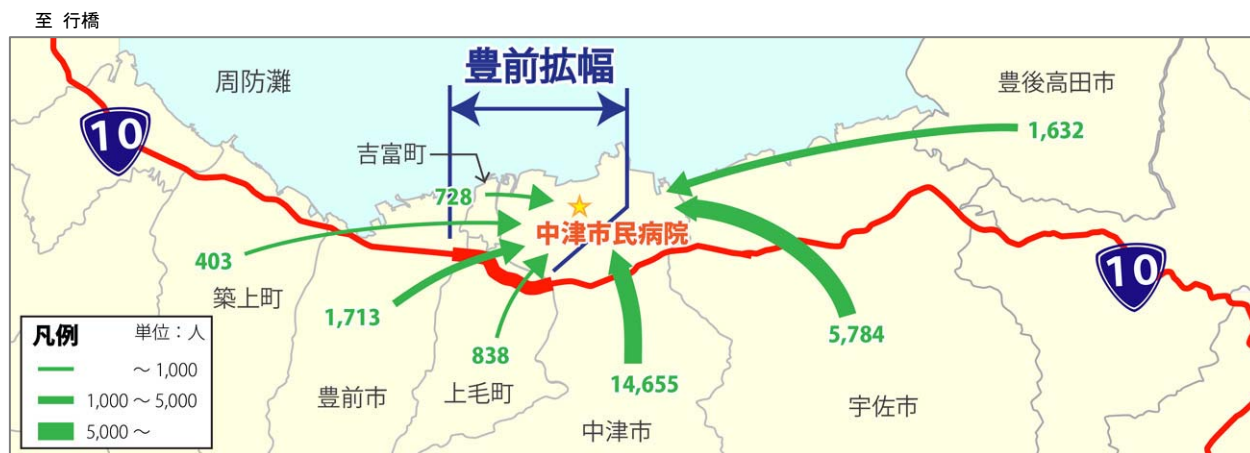 至 行橋
豊前拡幅
周防灘
豊後高田市
10
1,632
吉富町
728
中津市民病院
403
築上町
10
1,713
5,784
838
14,655
豊前市
上毛町
宇佐市
中津市
凡例 単位：人
～ 1,000
1,000 ～ 5,000
5,000 ～